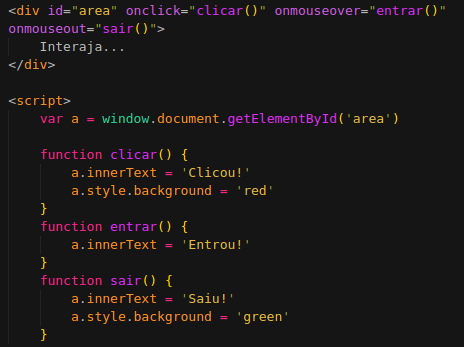 <div id="area" onclick="clicar()" onmouseover="entrar()"
onmouseout="sair()">
    Interaja...
</div>

<script>
    var a = window.document.getElementById('area')

    function clicar() {
        a.innerText = 'Clicou!'
        a.style.background = 'red'
    }
    function entrar() {
        a.innerText = 'Entrou!'
    }
    function sair() {
        a.innerText = 'Saiu!'
        a.style.background = 'green'
    }